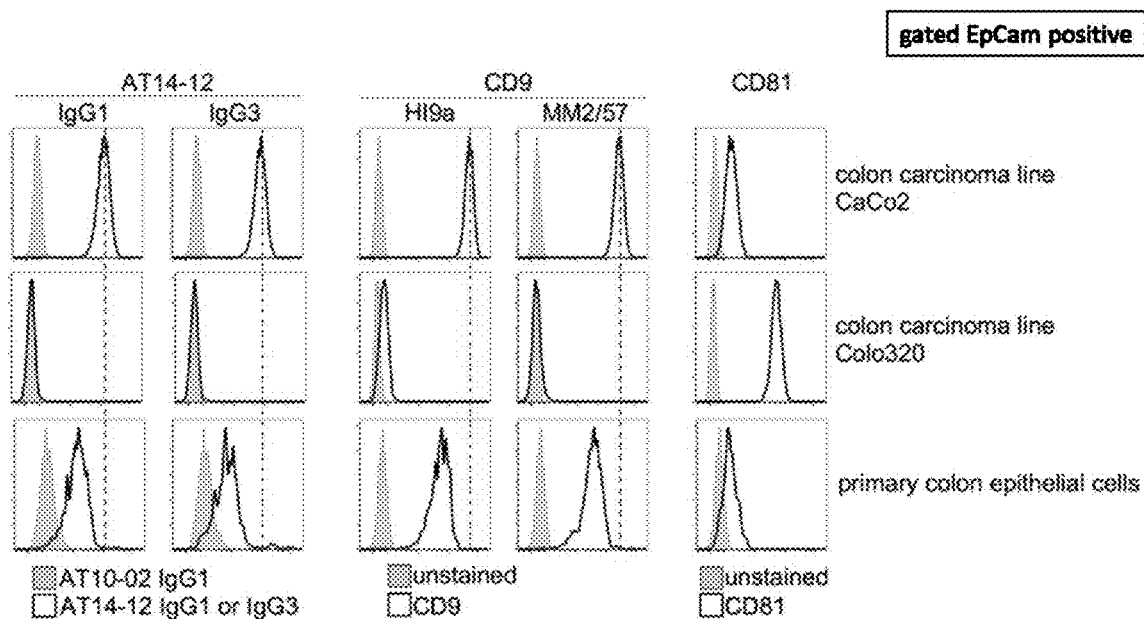 gated EpCam positive
AT14-12
CD9
CD81
IgG1
IgG3
HI9a
MM2/57
colon carcinoma line
CaCo2
colon carcinoma line
Colo320
primary colon epithelial cells
AT10-02 IgG1
AT14-12 IgG1 or IgG3
unstained
CD9
unstained
CD81